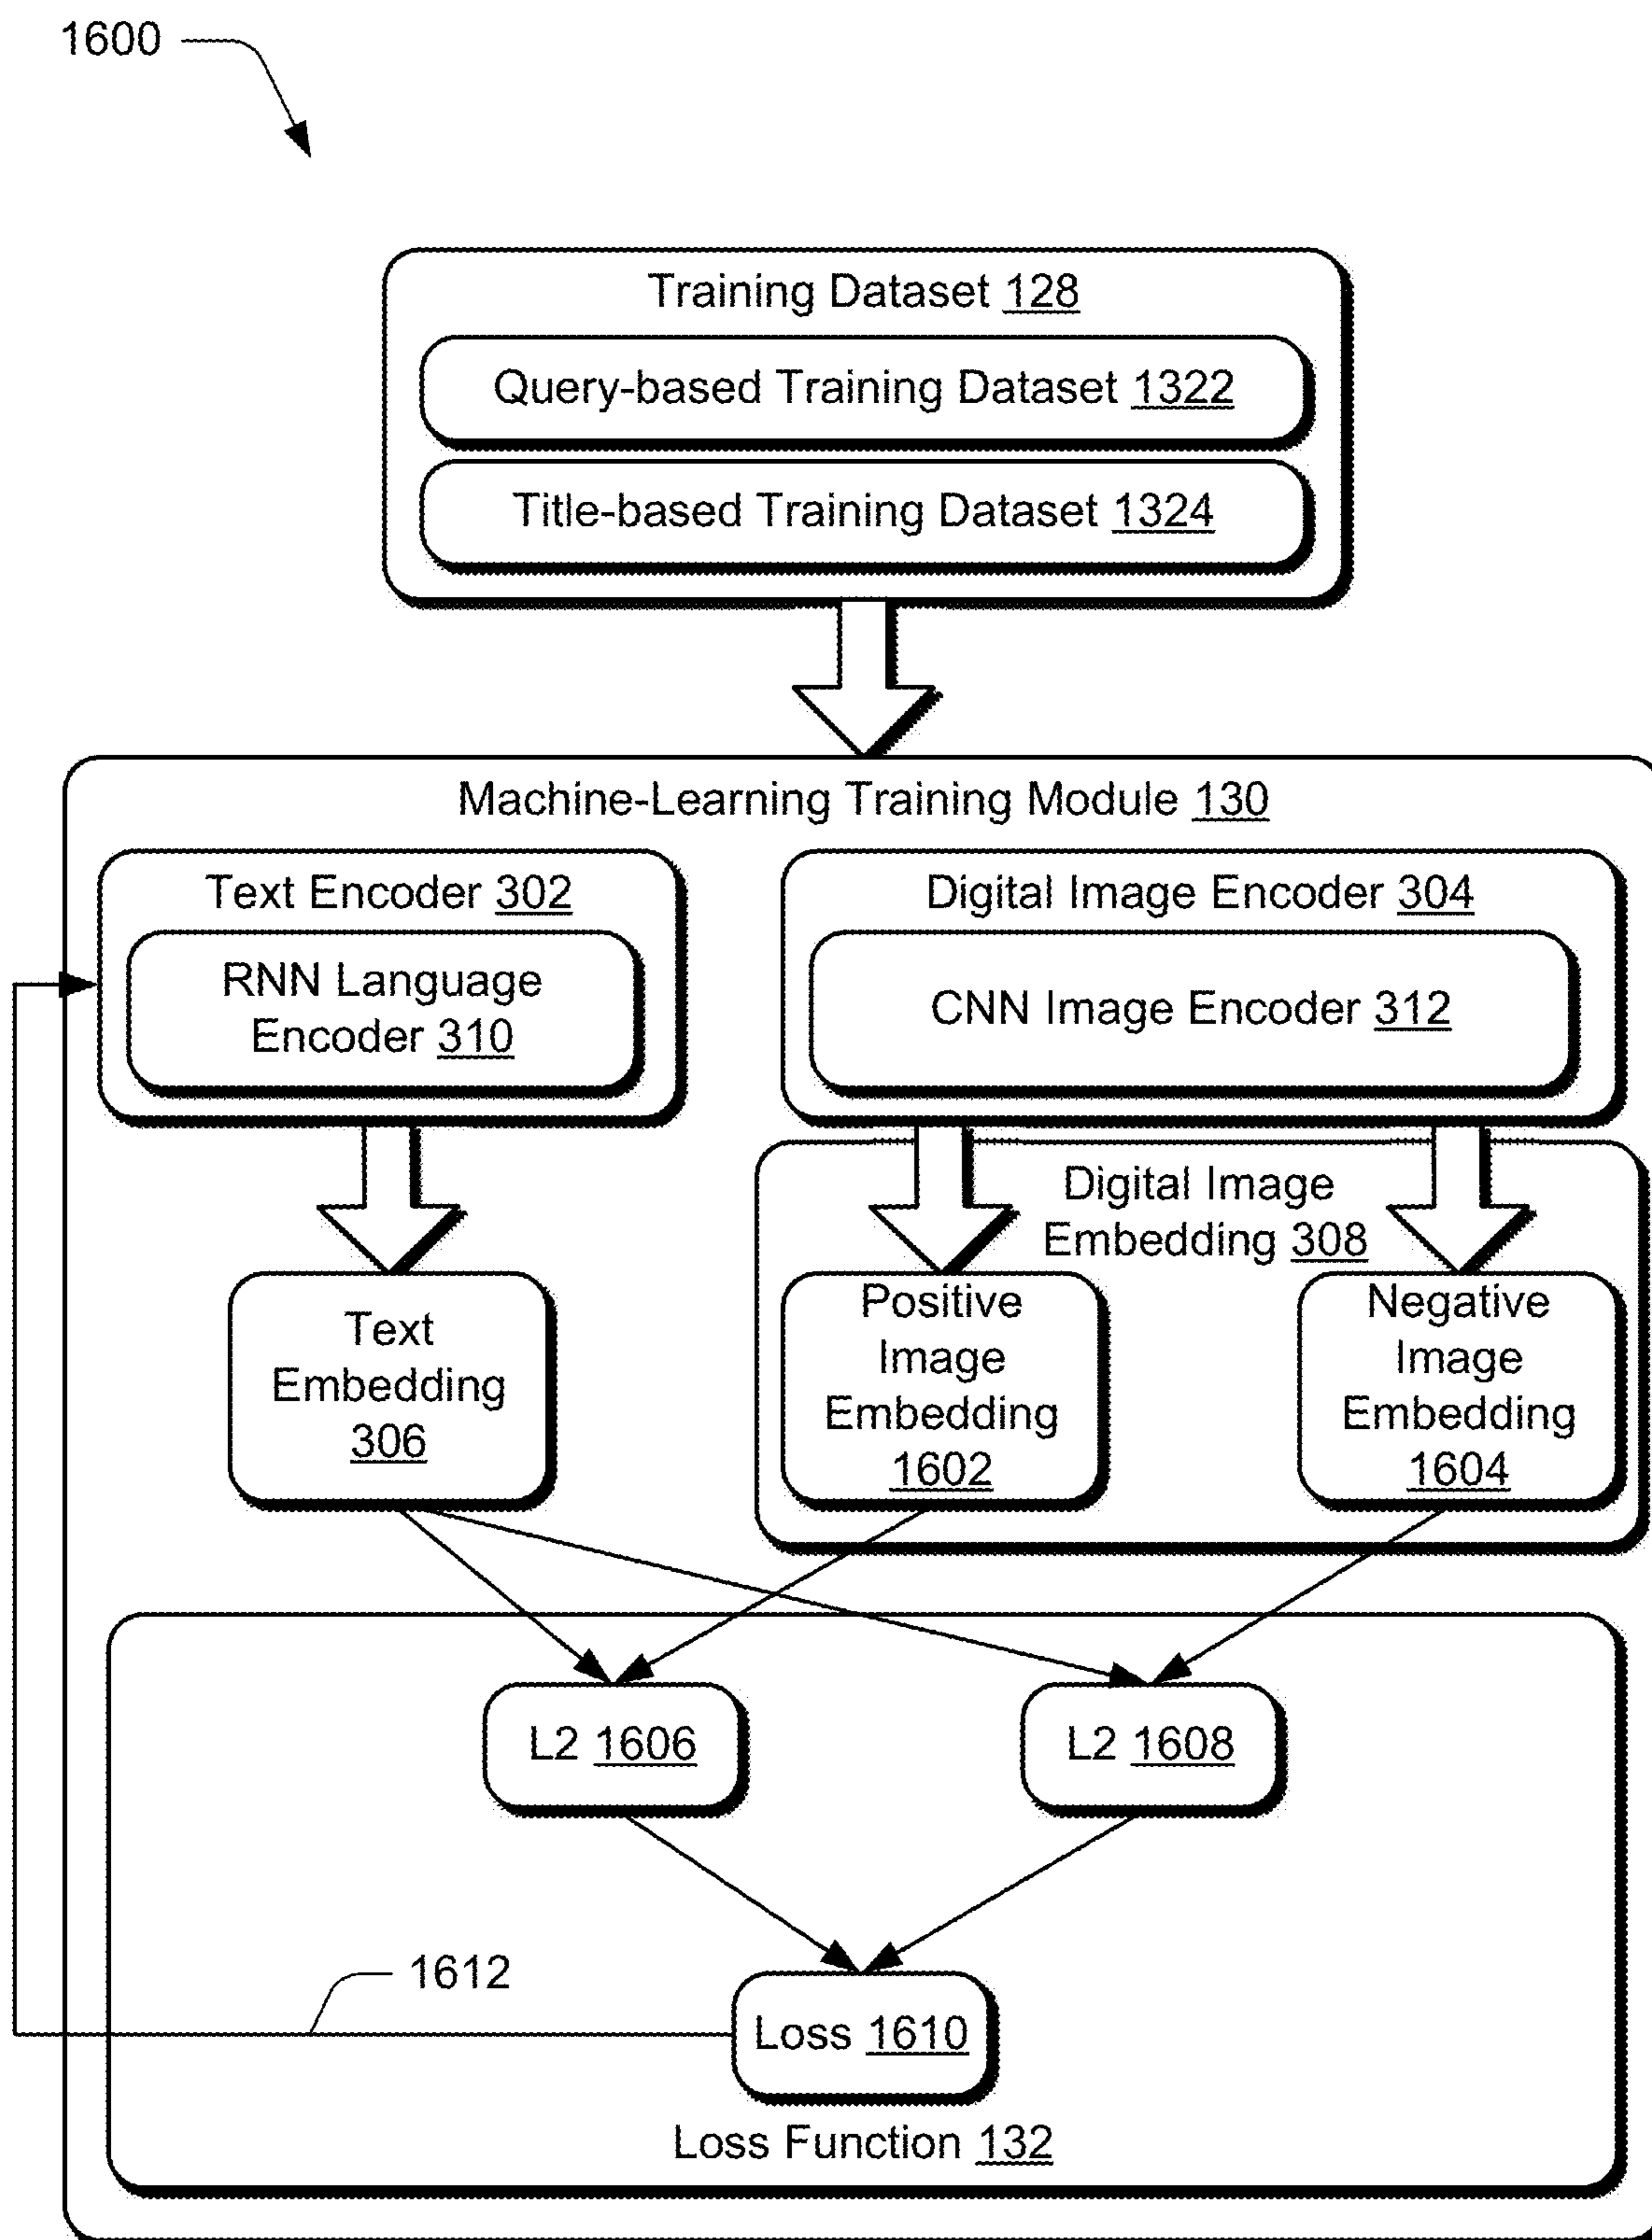 1600
Training Dataset 128
Query-based Training Dataset 1322
Title-based Training Dataset 1324
Machine-Learning Training Module 130
Text Encoder 302
RNN Language
Encoder 310
Digital Image Encoder 304
CNN Image Encoder 312
Digital Image
Embedding 308
Text
Embedding
306
Positive
Image
Embedding
1602
Negative
Image
Embedding
1604
L2 1606
L2 1608
1612
Loss 1610
Loss Function 132